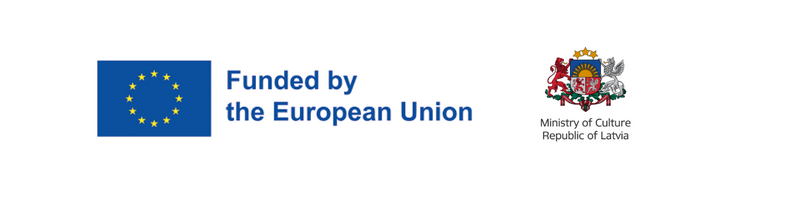 Funded by
the European Union
Ministry of Culture
Republic of Latvia